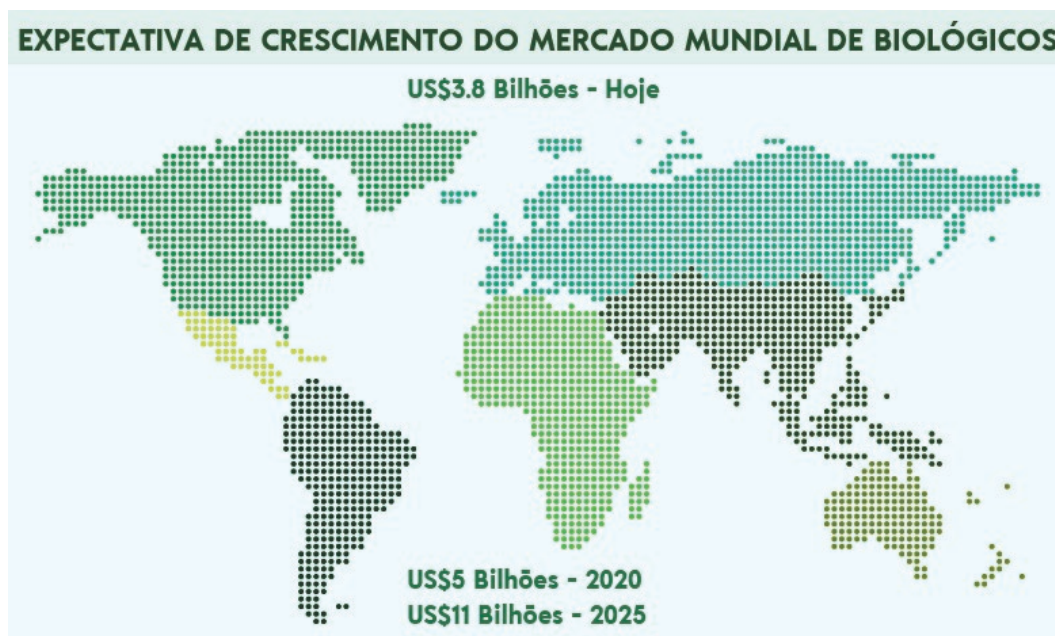 EXPECTATIVA DE CRESCIMENTO DO MERCADO MUNDIAL DE BIOLÓGICOS
US$3.8 Bilhões - Hoje
US$5 Bilhões - 2020
US$11 Bilhões - 2025